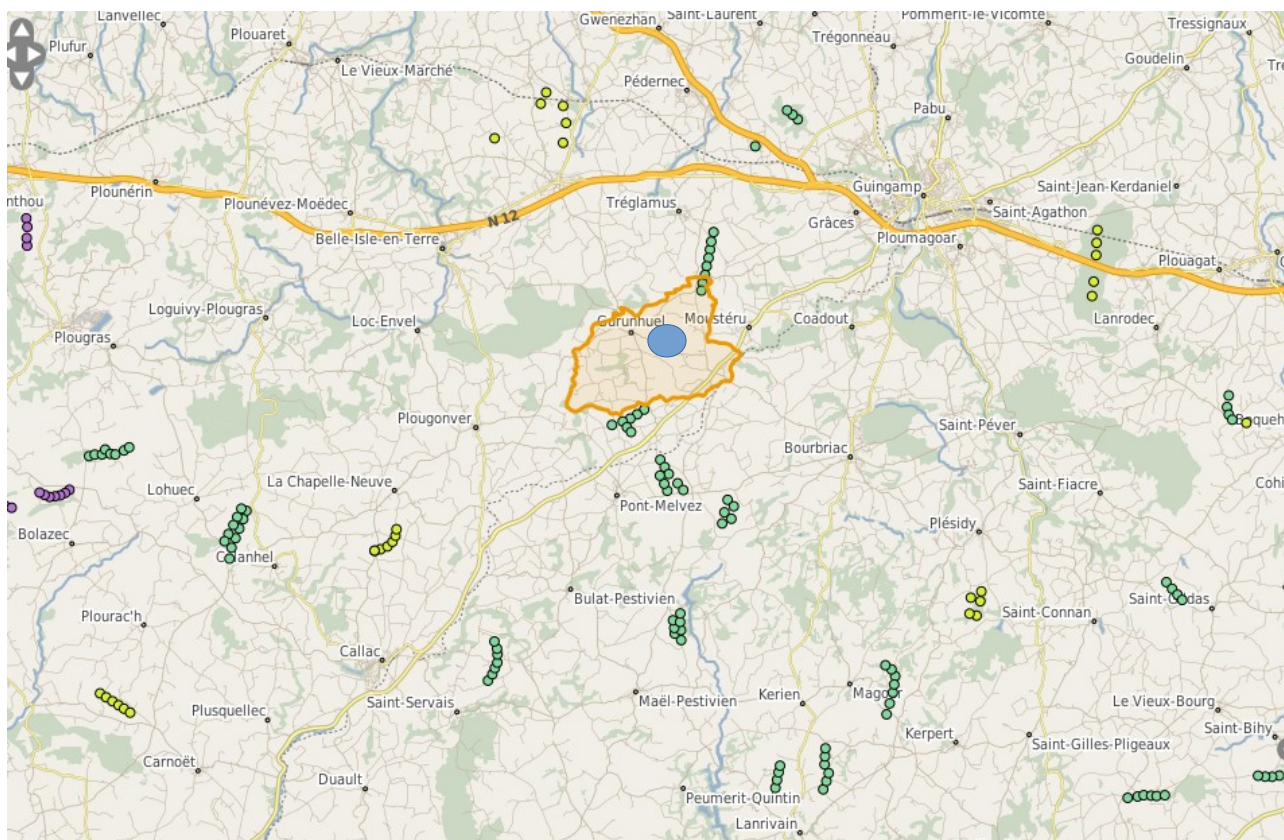 Lanvellec
Gwenezhan
Saint-Laurent
Pommerit-le-Vicomte
Tressignaux
Plouaret
Trégonneau
Plufur
Le Vieux-Marché
Goudelin
Pédernec
Pabu
Plounérin
Guingamp
Saint-Jean-Kerdaniel
nthou
Plounévez-Moëdec
Tréglamus
Saint-Agathon
N 12
Grâces
Belle-Isle-en-Terre
Ploumagoar
Plouagat
Loguivy-Plougras
Loc-Envel
Gurunhuel
Moustéru
Coadout
Lanrodec
Plougras
Plougonver
Saint-Péver
Bourbriac
La Chapelle-Neuve
Lohuec
Saint-Fiacre
Cohi
Pont-Melvez
Plésidy
Bolazec
Calanhel
Bulat-Pestivien
Saint-Connan
Plourac'h
Callac
Saint-Servais
Maël-Pestivien
Kerien
Magoar
Le Vieux-Bourg
Plusquellec
Saint-Bihy
Kerpert
Saint-Gilles-Pligeaux
Carnoët
Duault
Peumerit-Quintin
Lanrivain